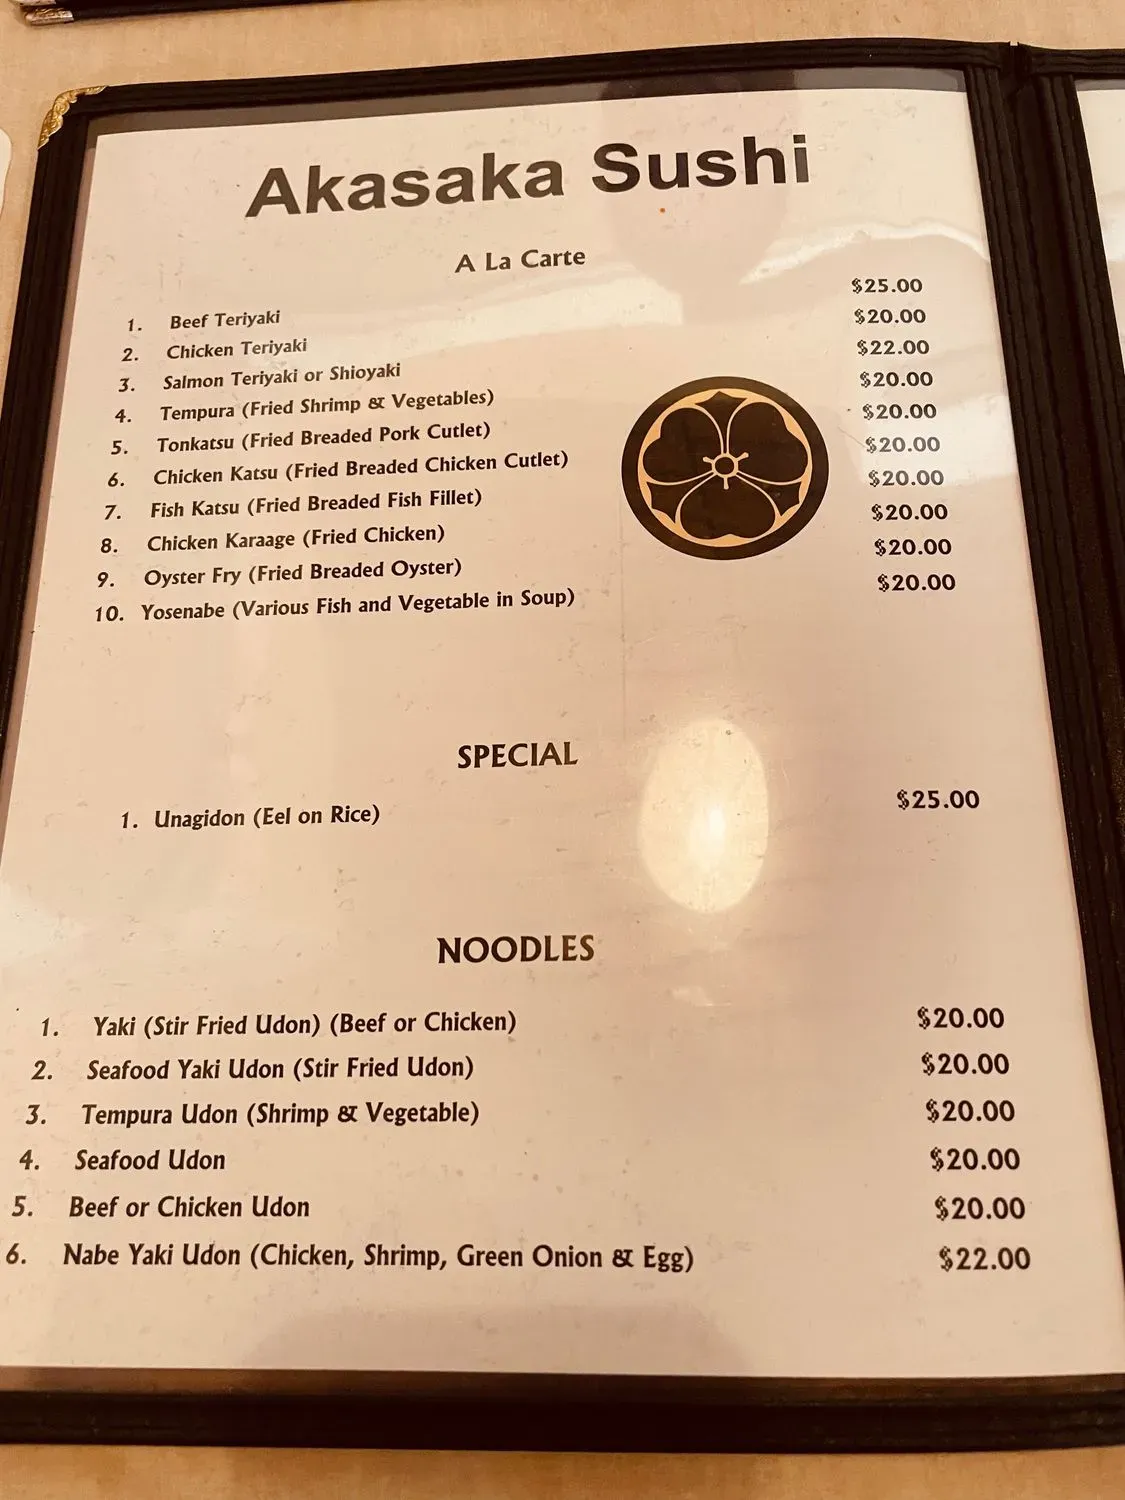 Akasaka Sushi
A La Carte
1. Beef Teriyaki $25.00
2. Chicken Teriyaki $20.00
3. Salmon Teriyaki or Shioyaki $22.00
4. Tempura (Fried Shrimp & Vegetables) $20.00
5. Tonkatsu (Fried Breaded Pork Cutlet) $20.00
6. Chicken Katsu (Fried Breaded Chicken Cutlet) $20.00
7. Fish Katsu (Fried Breaded Fish Fillet) $20.00
8. Chicken Karaage (Fried Chicken) $20.00
9. Oyster Fry (Fried Breaded Oyster) $20.00
10. Yosenabe (Various Fish and Vegetable in Soup) $20.00
SPECIAL
1. Unagidon (Eel on Rice) $25.00
NOODLES
1. Yaki (Stir Fried Udon) (Beef or Chicken) $20.00
2. Seafood Yaki Udon (Stir Fried Udon) $20.00
3. Tempura Udon (Shrimp & Vegetable) $20.00
4. Seafood Udon $20.00
5. Beef or Chicken Udon $20.00
6. Nabe Yaki Udon (Chicken, Shrimp, Green Onion & Egg) $22.00